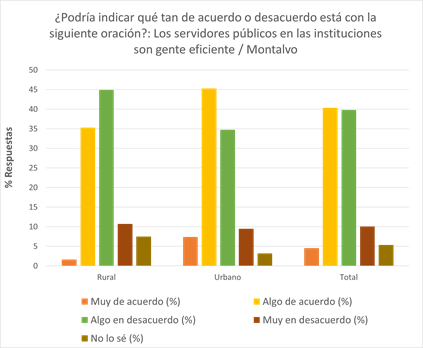 ¿Podría indicar qué tan de acuerdo o desacuerdo está con la
siguiente oración?: Los servidores públicos en las instituciones
son gente eficiente / Montalvo
50
45
40
35
30
25
20
15
10
5
0
% Respuestas
Rural Urbano Total
Muy de acuerdo (%) Algo de acuerdo (%)
Algo en desacuerdo (%) Muy en desacuerdo (%)
No lo sé (%)